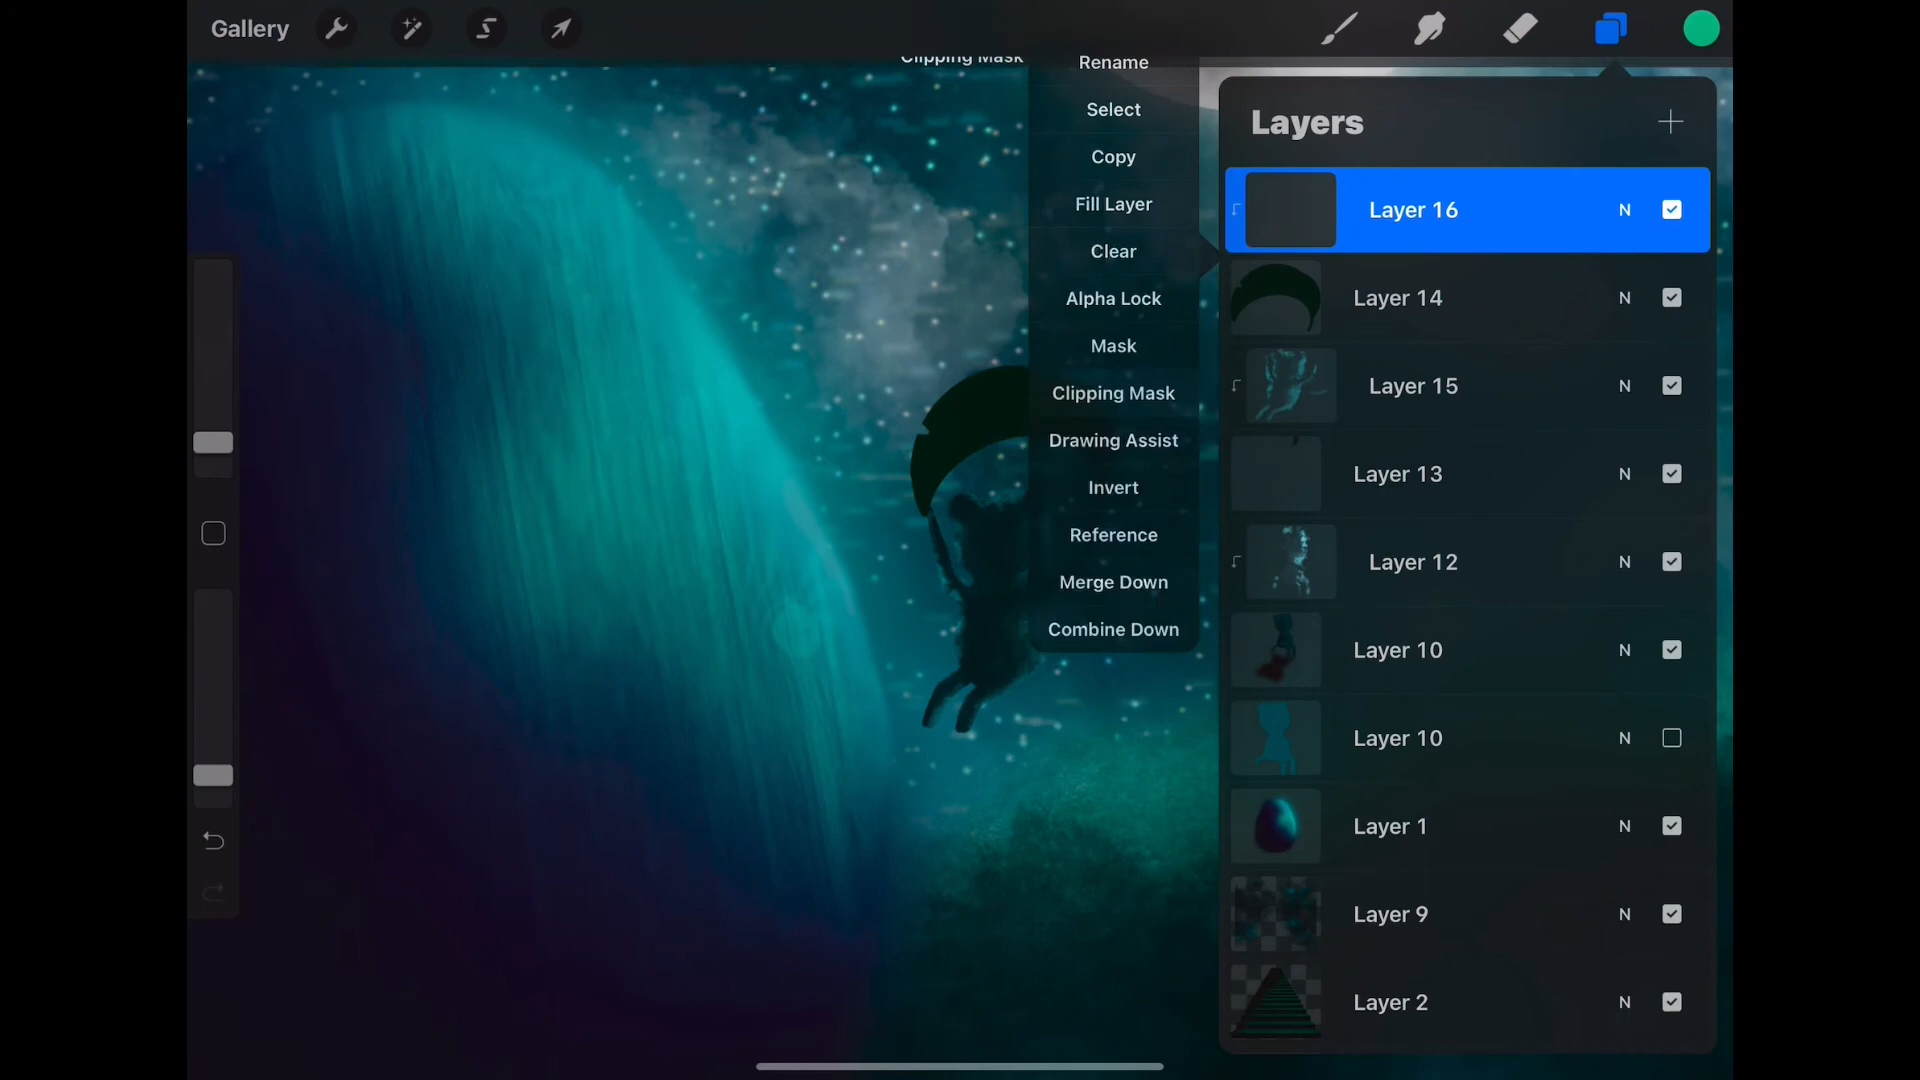 Gallery
Clipping Mask
Rename
Select
Copy
Fill Layer
Clear
Alpha Lock
Mask
Clipping Mask
Drawing Assist
Invert
Reference
Merge Down
Combine Down
Layers
Layer 16 N
Layer 14 N
Layer 15 N
Layer 13 N
Layer 12 N
Layer 10 N
Layer 10 N
Layer 1 N
Layer 9 N
Layer 2 N